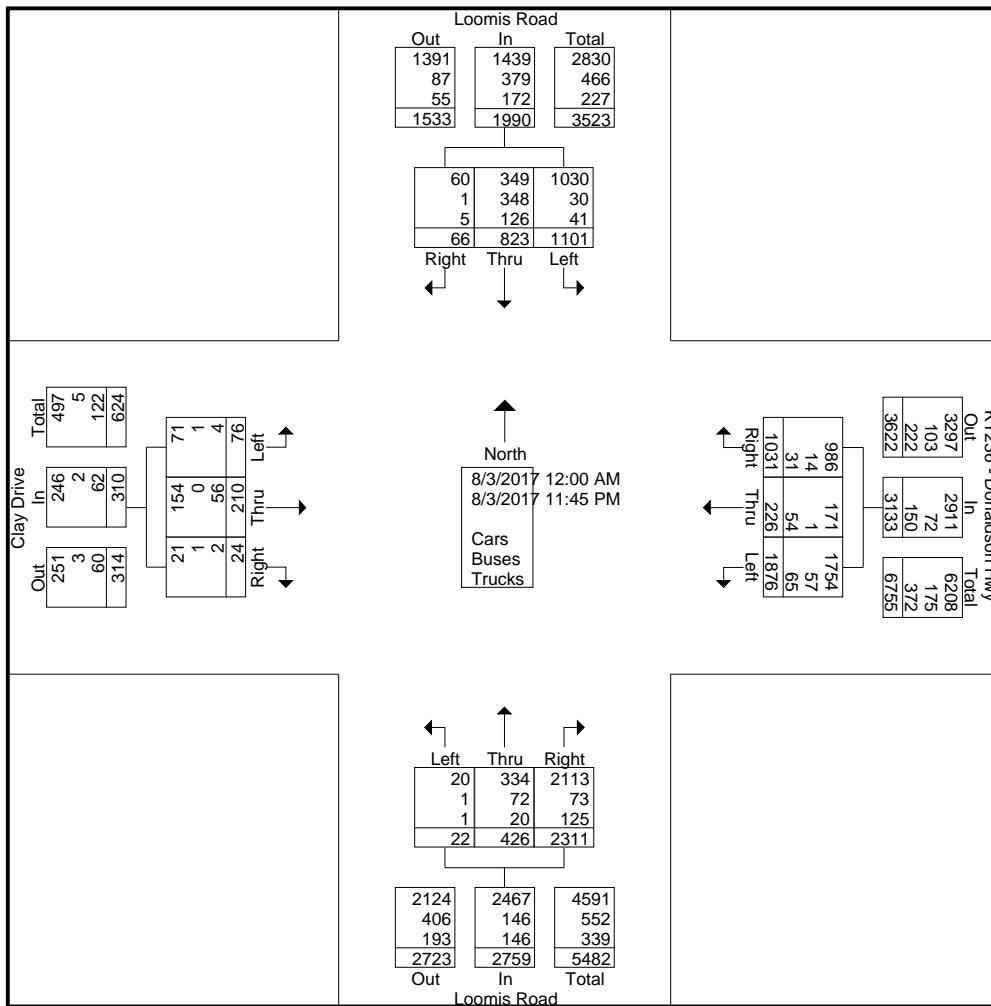 Loomis Road
Out In Total
1391 1439 2830
87 379 466
55 172 227
1533 1990 3523
60 349 1030
1 348 30
5 126 41
66 823 1101
Right Thru Left
Clay Drive
Total In Out
497 246 251
5 2 3
122 62 60
624 310 314
71 154 21
1 0 1
4 56 2
76 210 24
Left Thru Right
North
8/3/2017 12:00 AM
8/3/2017 11:45 PM
Cars
Buses
Trucks
Right Thru Left
986 171 1754
14 1 57
31 54 65
1031 226 1876
Out In Total
3297 2911 6208
103 72 175
222 150 372
3622 3133 6755
KY236 - Donaldson Hwy
Left Thru Right
20 334 2113
1 72 73
1 20 125
22 426 2311
2124 2467 4591
406 146 552
193 146 339
2723 2759 5482
Out In Total
Loomis Road